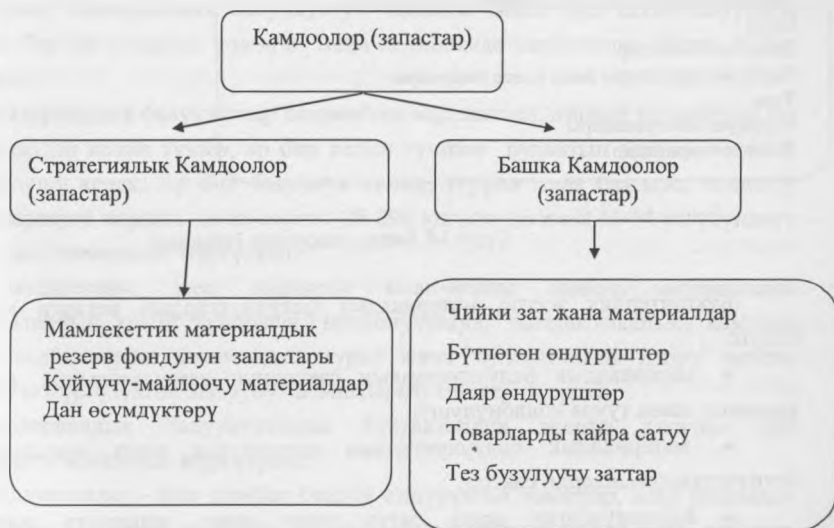 Камдоолор (запастар)
Стратегиялык Камдоолор
(запастар)
Башка Камдоолор
(запастар)
Мамлекеттик материалдык
резерв фондунун запастары
Күйүүчү-майлоочу материалдар
Дан өсүмдүктөрү
Чийки зат жана материалдар
Бүтпөгөн өндүрүштөр
Даяр өндүрүштөр
Товарларды кайра сатуу
Тез бузулуучу заттар